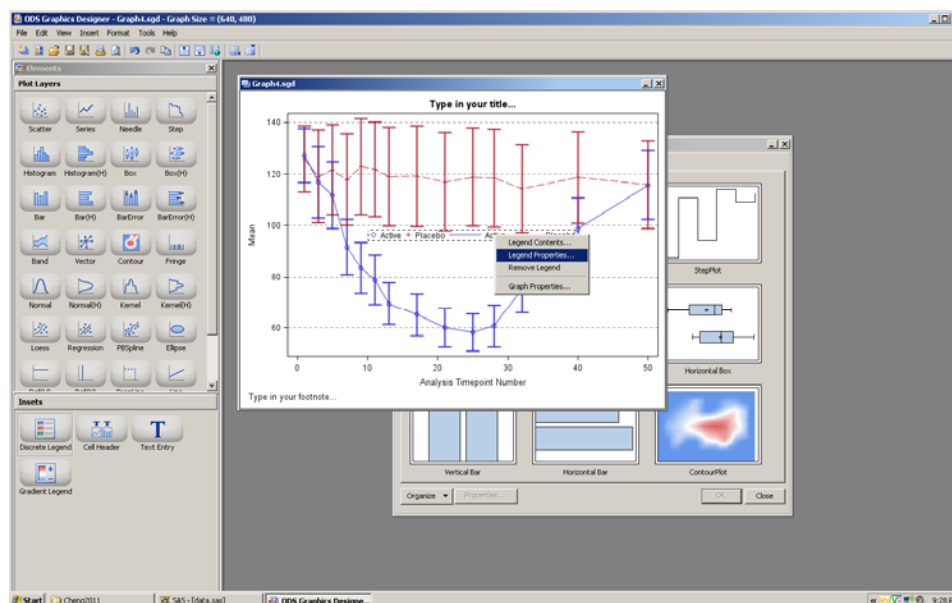 ODS Graphics Designer - Graph4.sgd - Graph Size = (640, 480)
File Edit View Insert Format Tools Help
Elements
Plot Layers
Scatter Series Needle Step
Histogram Histogram(H) Box Box(H)
Bar Bar(H) BarError BarError(H)
Band Vector Contour Fringe
Normal Normal(H) Kernel Kernel(H)
Loess Regression PBSpline Ellipse
Insets
Discrete Legend Cell Header Text Entry
Gradient Legend
Graph4.sgd
Type in your title...
140
120
100
80
60
Mean
Active Placebo
Legend Contents...
Legend Properties...
Remove Legend
Graph Properties...
0 10 20 30 40 50
Analysis Timepoint Number
Type in your footnote...
StepPlot
Horizontal Box
Vertical Bar Horizontal Bar ContourPlot
Organize Properties... OK Close
Start Cheng2011 SAS - [data.sas] ODS Graphics Designe... 9:28